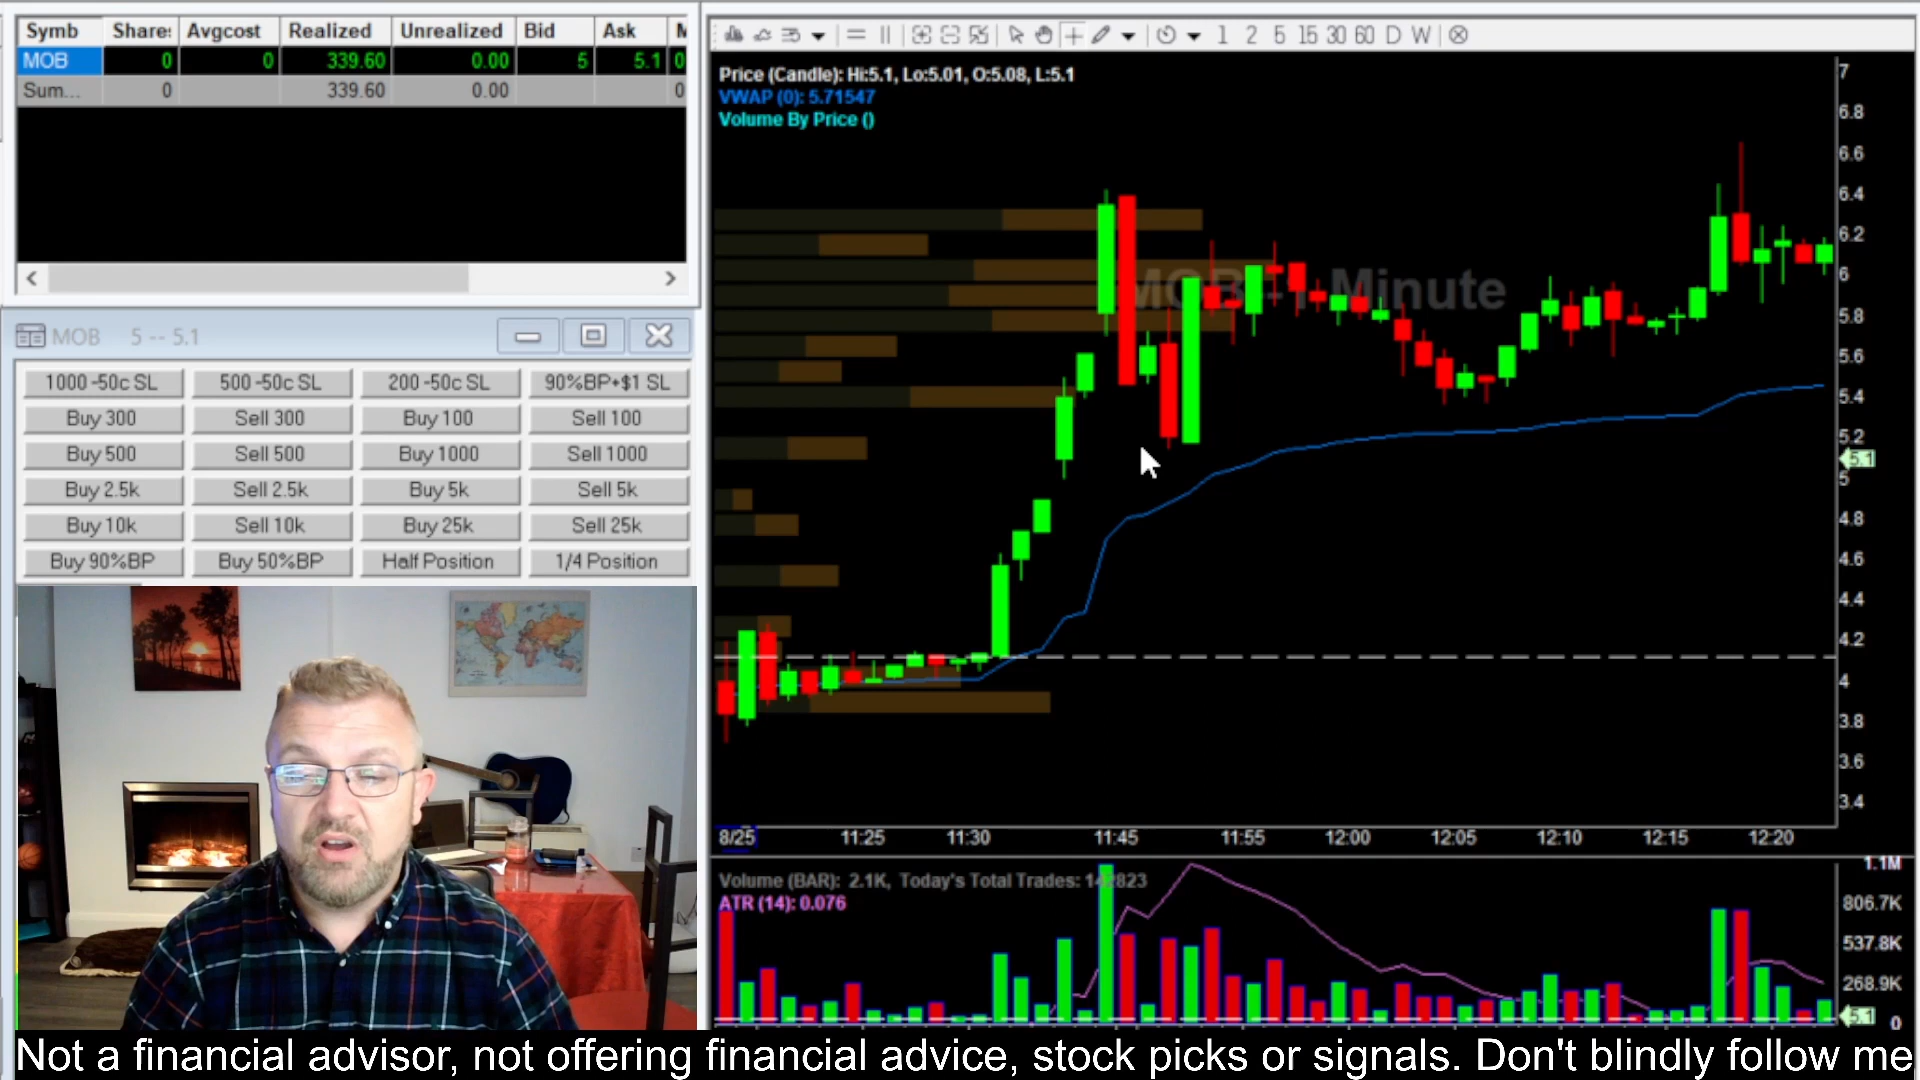 Symb Share: Avgcost Realized Unrealized Bid Ask M
MOB 0 0 339.60 0.00 5 5.1 0
Sum... 0 339.60 0.00 0
MOB 5 -- 5.1
1000 -50c SL 500 -50c SL 200 -50c SL 90%BP+$1 SL
Buy 300 Sell 300 Buy 100 Sell 100
Buy 500 Sell 500 Buy 1000 Sell 1000
Buy 2.5k Sell 2.5k Buy 5k Sell 5k
Buy 10k Sell 10k Buy 25k Sell 25k
Buy 90%BP Buy 50%BP Half Position 1/4 Position
1 2 5 15 30 60 D W
Price (Candle): Hi:5.1, Lo:5.01, O:5.08, L:5.1
VWAP (0): 5.71547
Volume By Price ()
Minute
7
6.8
6.6
6.4
6.2
6
5.8
5.6
5.4
5.2
5.1
5
4.8
4.6
4.4
4.2
4
3.8
3.6
3.4
8/25 11:25 11:30 11:45 11:55 12:00 12:05 12:10 12:15 12:20
Volume (BAR): 2.1K, Today's Total Trades:
ATR (14): 0.076
1.1M
806.7K
537.8K
268.9K
5.1 0
Not a financial advisor, not offering financial advice, stock picks or signals. Don't blindly follow me